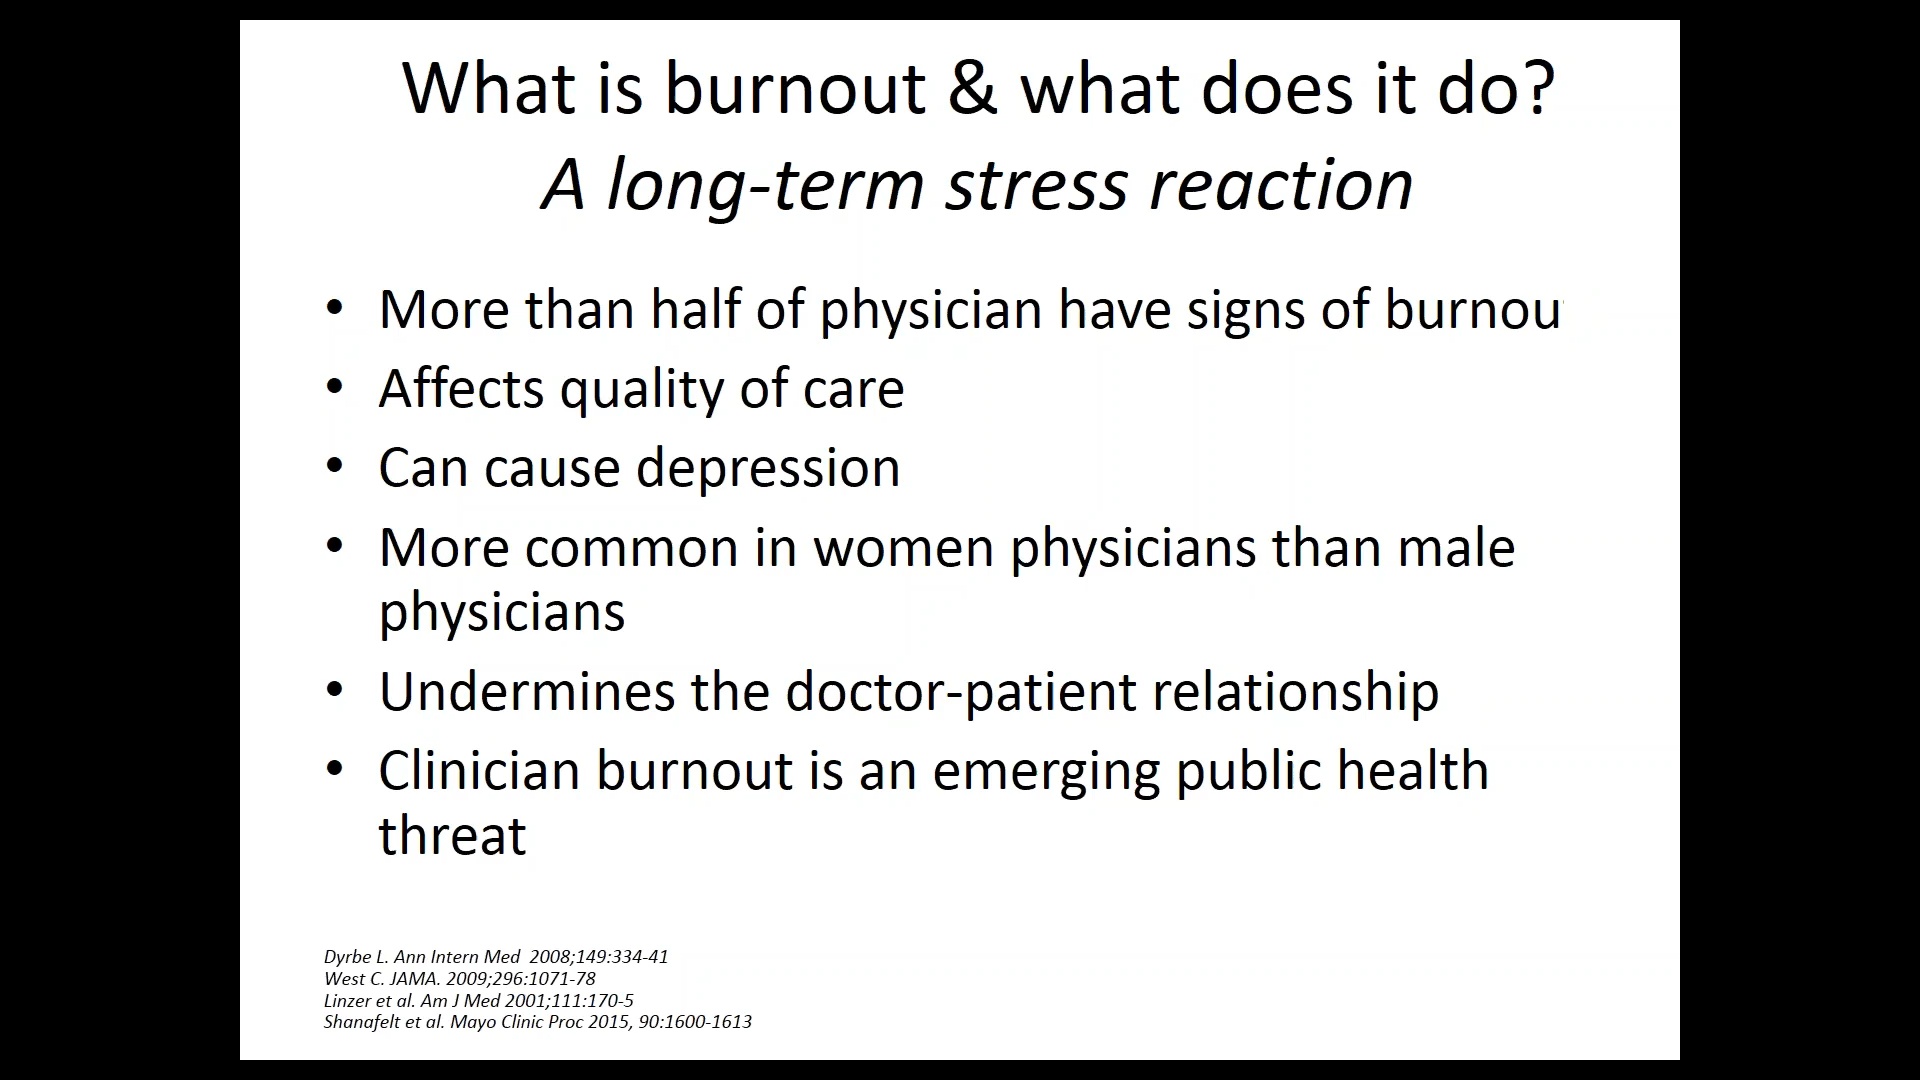 What is burnout & what does it do?
A long-term stress reaction
• More than half of physician have signs of burnou
• Affects quality of care
• Can cause depression
• More common in women physicians than male
physicians
• Undermines the doctor-patient relationship
• Clinician burnout is an emerging public health
threat
Dyrbe L. Ann Intern Med 2008;149:334-41
West C. JAMA. 2009;296:1071-78
Linzer et al. Am J Med 2001;111:170-5
Shanafelt et al. Mayo Clinic Proc 2015, 90:1600-1613